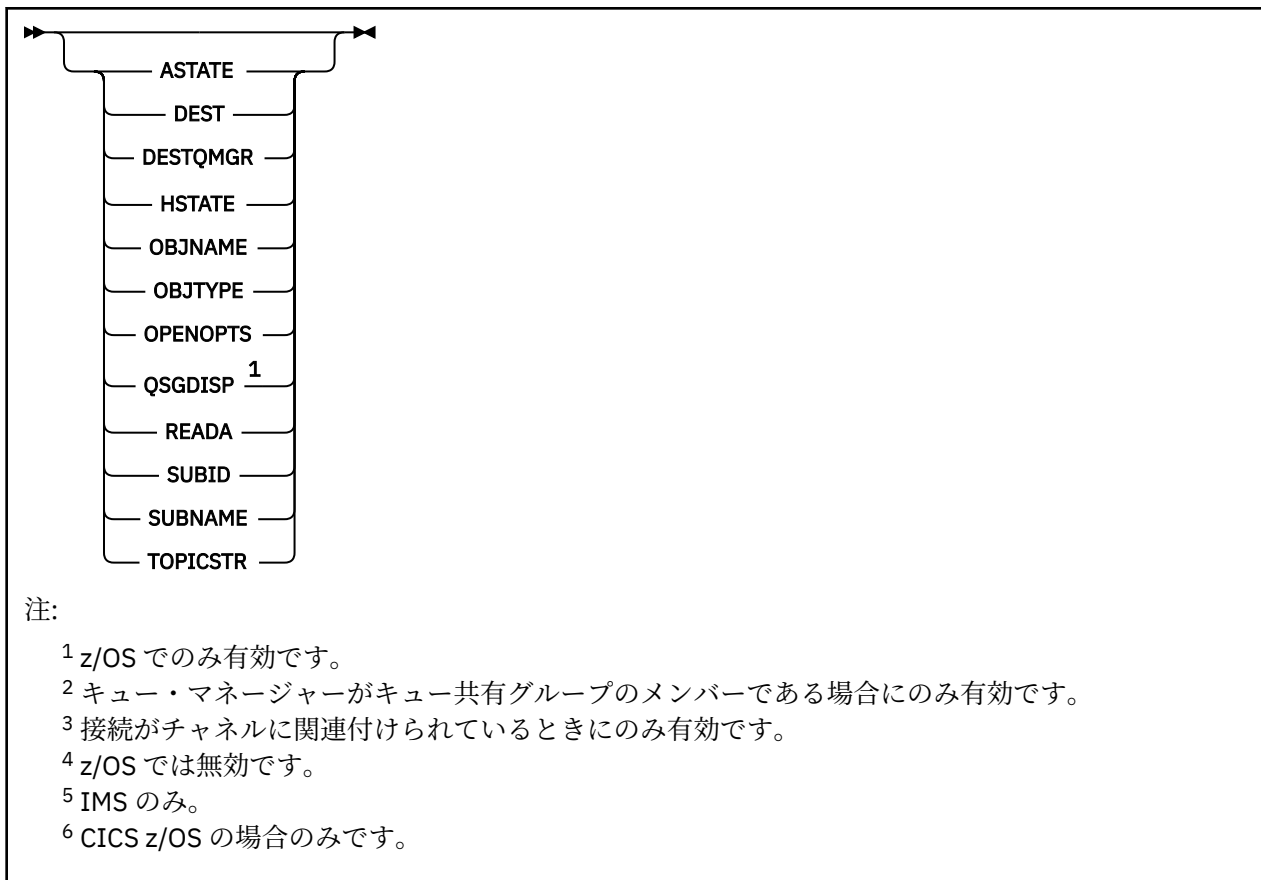 ASTATE
DEST
DESTQMGR
HSTATE
OBJNAME
OBJTYPE
OPENOPTS
QSGDISP 1
READA
SUBID
SUBNAME
TOPICSTR
注:
1 z/OS でのみ有効です。
2 キュー・マネージャーがキュー共有グループのメンバーである場合にのみ有効です。
3 接続がチャネルに関連付けられているときにのみ有効です。
4 z/OS では無効です。
5 IMS のみ。
6 CICS z/OS の場合のみです。